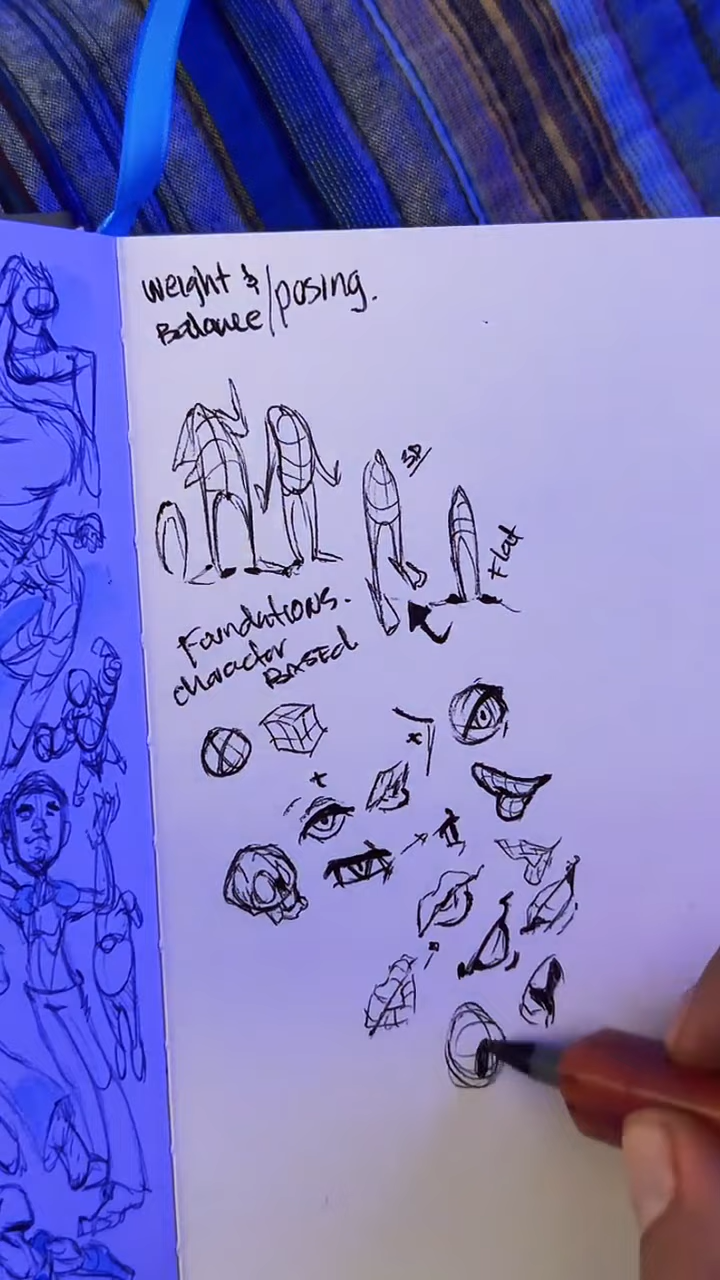 Weight &
Balance/posing.
3D
Flat
Foundations.
character
BASED